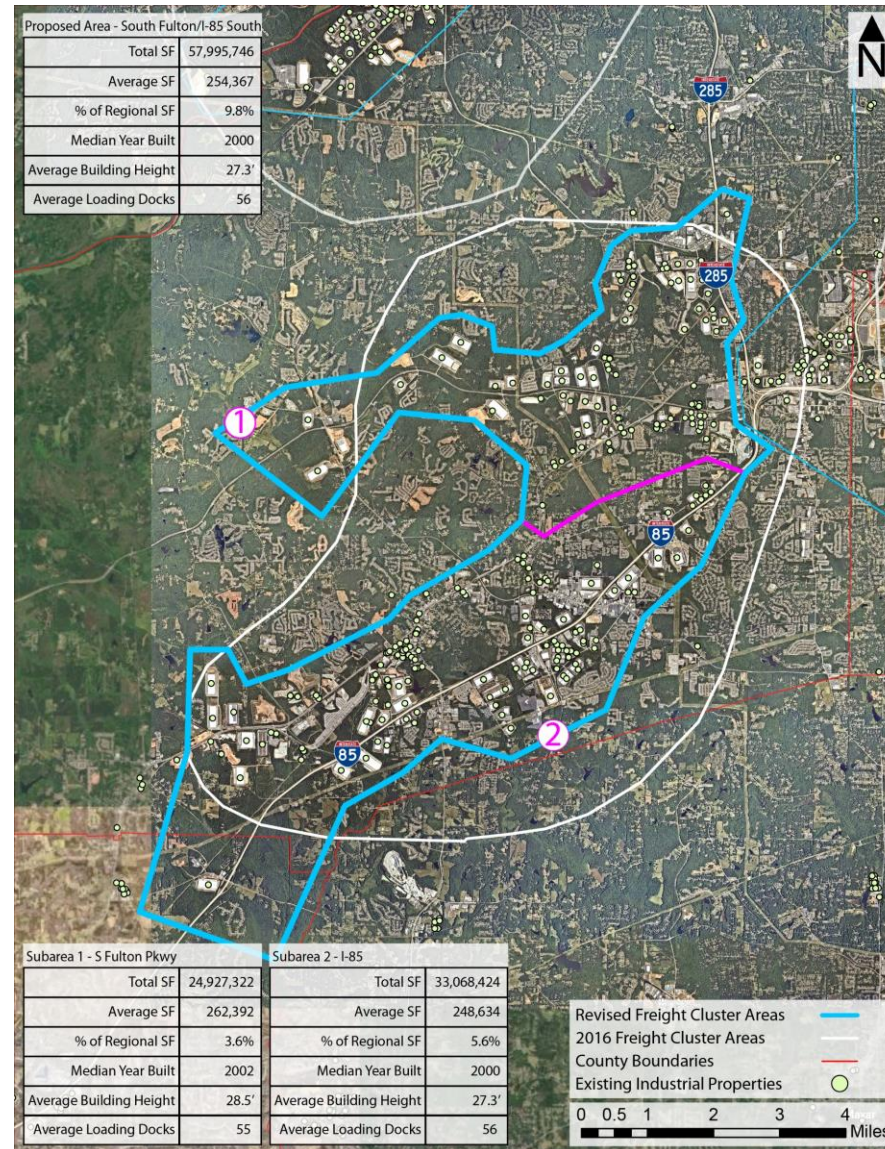 Proposed Area - South Fulton/I-85 South
Total SF 57,995,746
Average SF 254,367
% of Regional SF 9.8%
Median Year Built 2000
Average Building Height 27.3'
Average Loading Docks 56
N
INTERSTATE
285
INTERSTATE
285
1
INTERSTATE
85
2
INTERSTATE
85
Subarea 1 - S Fulton Pkwy
Total SF 24,927,322
Average SF 262,392
% of Regional SF 3.6%
Median Year Built 2002
Average Building Height 28.5'
Average Loading Docks 55
Subarea 2 - I-85
Total SF 33,068,424
Average SF 248,634
% of Regional SF 5.6%
Median Year Built 2000
Average Building Height 27.3'
Average Loading Docks 56
Revised Freight Cluster Areas
2016 Freight Cluster Areas
County Boundaries
Existing Industrial Properties
0 0.5 1 2 3 4
Miles